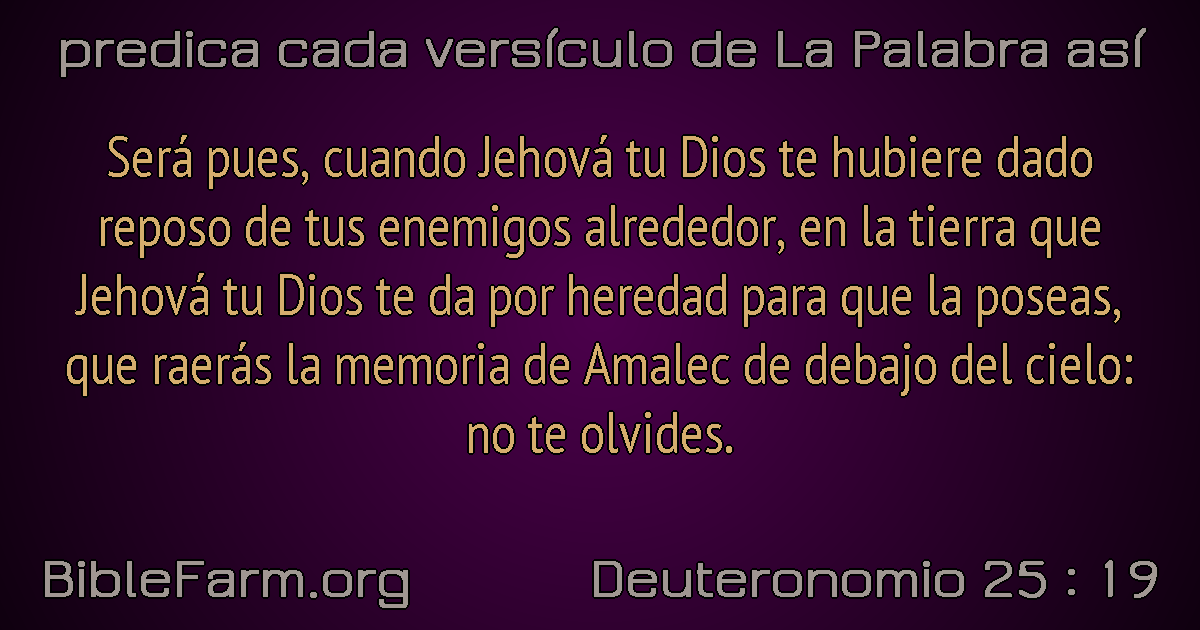 predica cada versículo de La Palabra así
Será pues, cuando Jehová tu Dios te hubiere dado
reposo de tus enemigos alrededor, en la tierra que
Jehová tu Dios te da por heredad para que la poseas,
que raerás la memoria de Amalec de debajo del cielo:
no te olvides.
BibleFarm.org
Deuteronomio 25 : 19